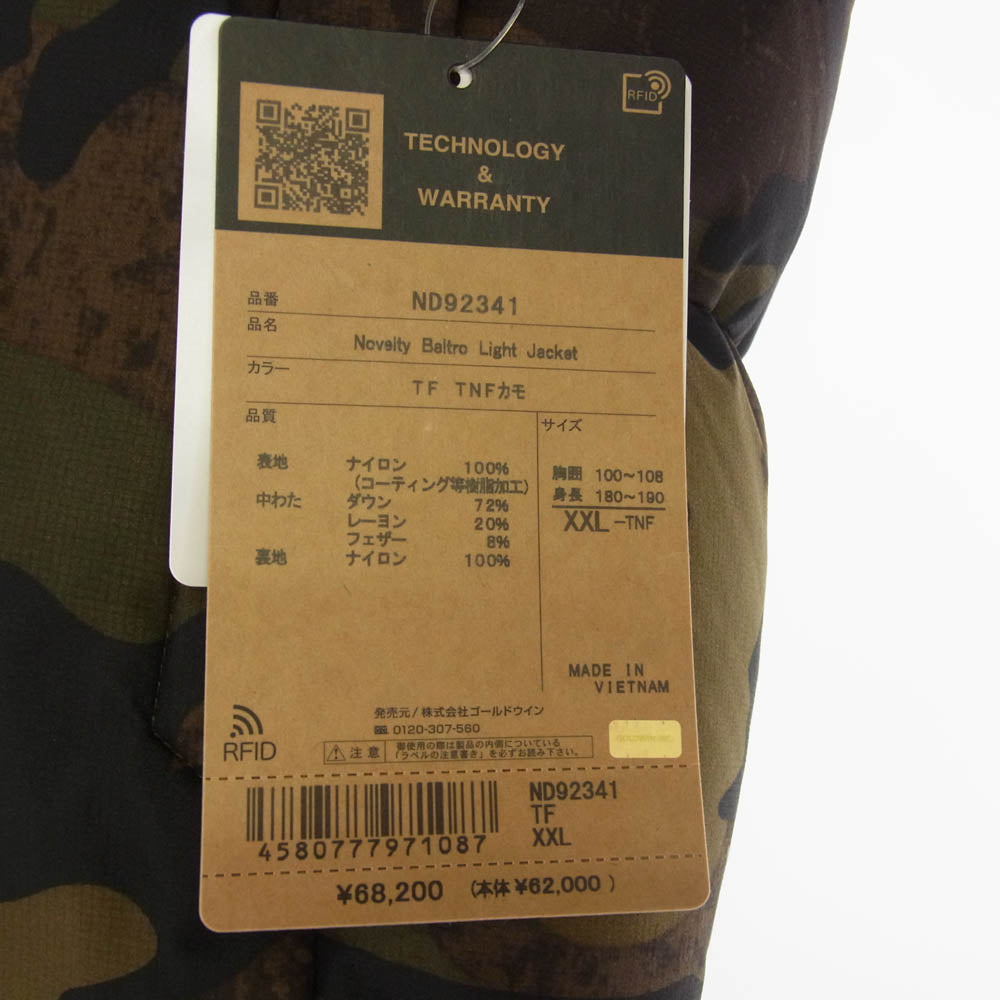 RFID
TECHNOLOGY
&
WARRANTY
品番 ND92341
品名
Novelty Baltro Light Jacket
カラー
TF TNFカモ
品質
表地 ナイロン 100%
(コーティング等樹脂加工)
中わた ダウン 72%
レーヨン 20%
フェザー 8%
裏地 ナイロン 100%
サイズ
胸囲 100~108
身長 180~190
XXL-TNF
MADE IN
VIETNAM
発売元/株式会社ゴールドウイン
0120-307-560
RFID
注意 御使用の際は製品の内側についている
「ラベルの注意書き」を必ずお読み下さい。
GOLDWIN INC.
4580777971087
ND92341
TF
XXL
¥68,200 (本体¥62,000)